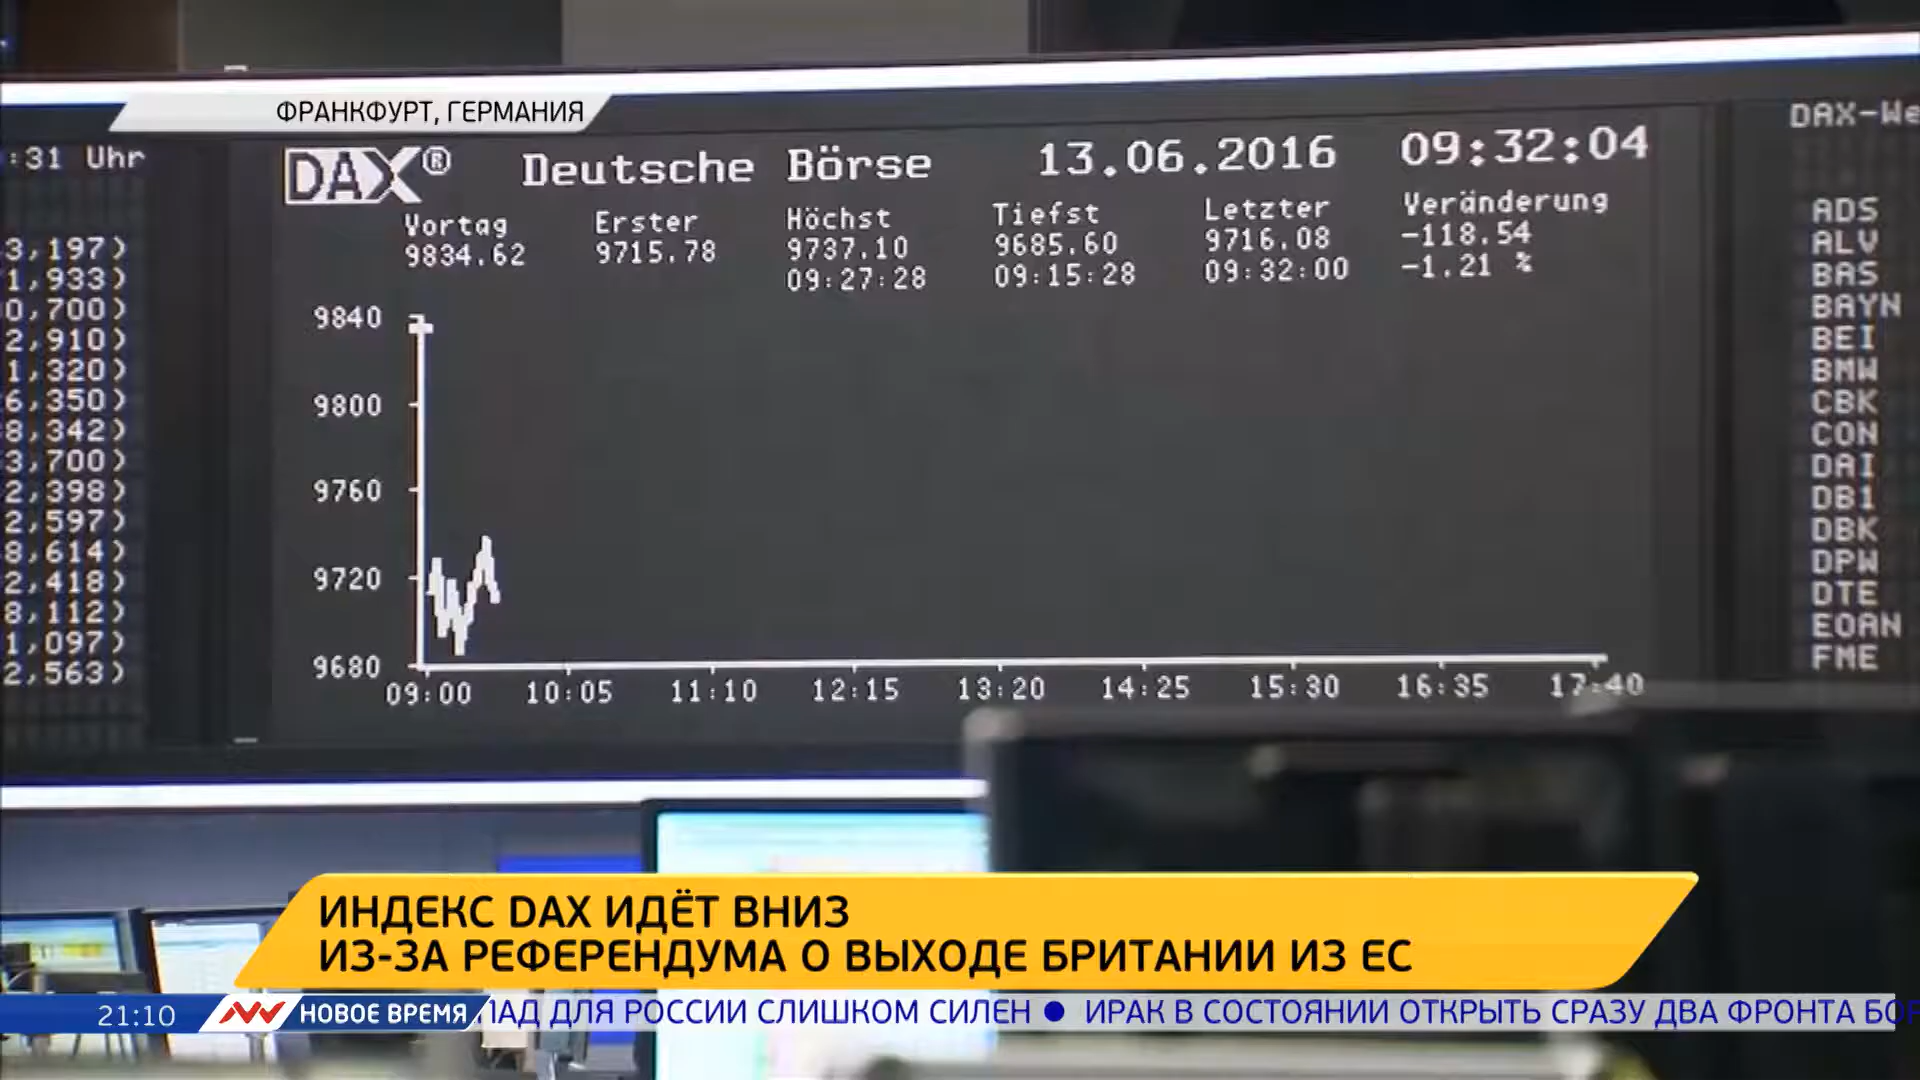 ФРАНКФУРТ, ГЕРМАНИЯ
:31 Uhr
3,197)
1,933)
0,700)
2,910)
1,320)
6,350)
8,342)
3,700)
2,398)
2,597)
8,614)
2,418)
8,112)
1,097)
2,563)
DAX® Deutsche Börse 13.06.2016 09:32:04
Vortag Erster Höchst Tiefst Letzter Veränderung
9834.62 9715.78 9737.10 9685.60 9716.08 -118.54
09:27:28 09:15:28 09:32:00 -1.21 %
9840
9800
9760
9720
9680
09:00 10:05 11:10 12:15 13:20 14:25 15:30 16:35 17:40
DAX-We
ADS
ALV
BAS
BAYN
BEI
BMW
CBK
CON
DAI
DB1
DBK
DPW
DTE
EOAN
FME
ИНДЕКС DAX ИДЁТ ВНИЗ
ИЗ-ЗА РЕФЕРЕНДУМА О ВЫХОДЕ БРИТАНИИ ИЗ ЕС
21:10 НОВОЕ ВРЕМЯ ПАД ДЛЯ РОССИИ СЛИШКОМ СИЛЕН ● ИРАК В СОСТОЯНИИ ОТКРЫТЬ СРАЗУ ДВА ФРОНТА БОР